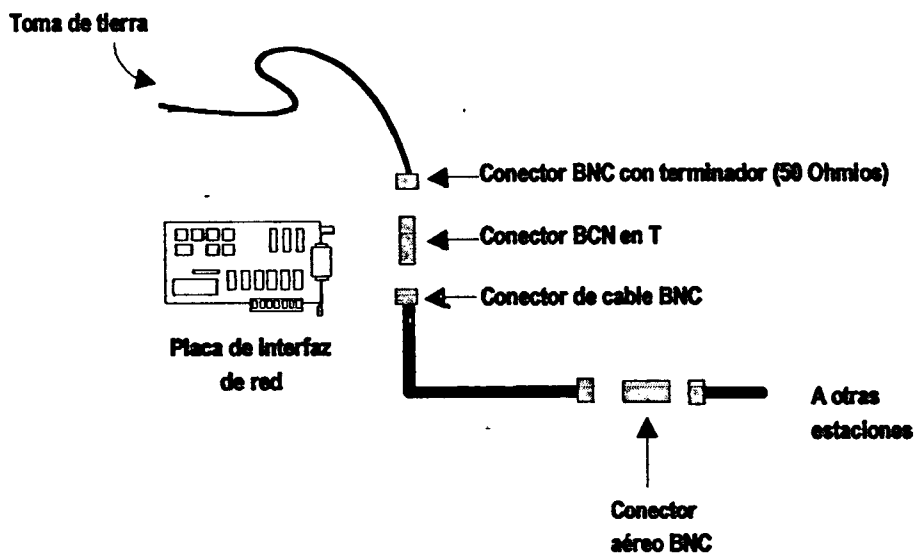 Toma de tierra
Conector BNC con terminador (50 Ohmios)
Conector BCN en T
Conector de cable BNC
Placa de interfaz
de red
A otras
estaciones
Conector
aéreo BNC